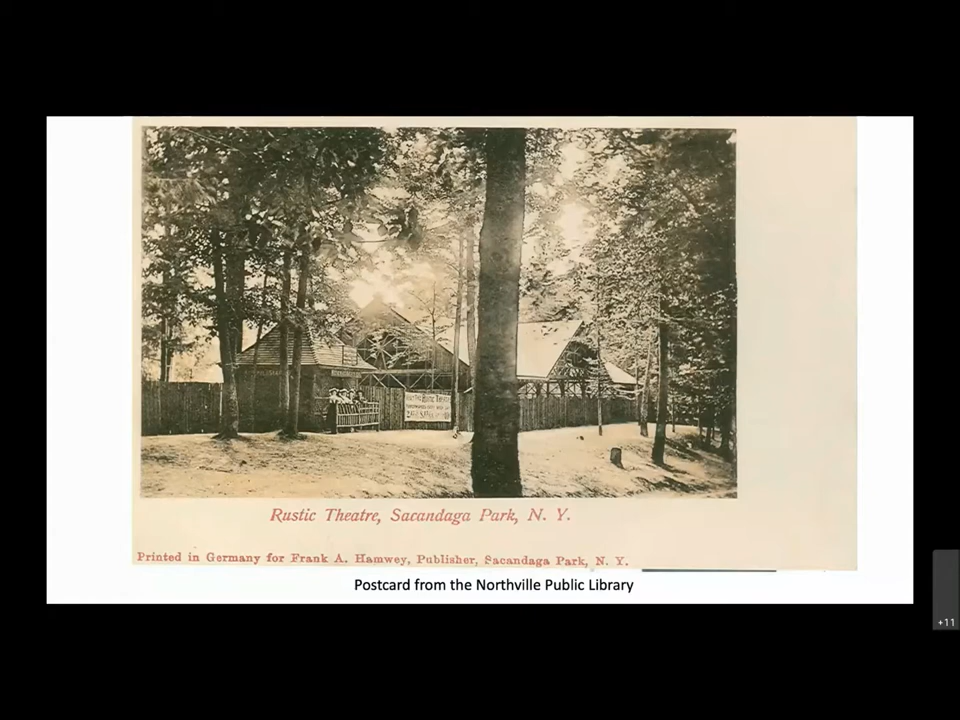 Rustic Theatre, Sacandaga Park, N. Y.
Printed in Germany for Frank A. Hamwey, Publisher, Sacandaga Park, N. Y.
Postcard from the Northville Public Library
+11